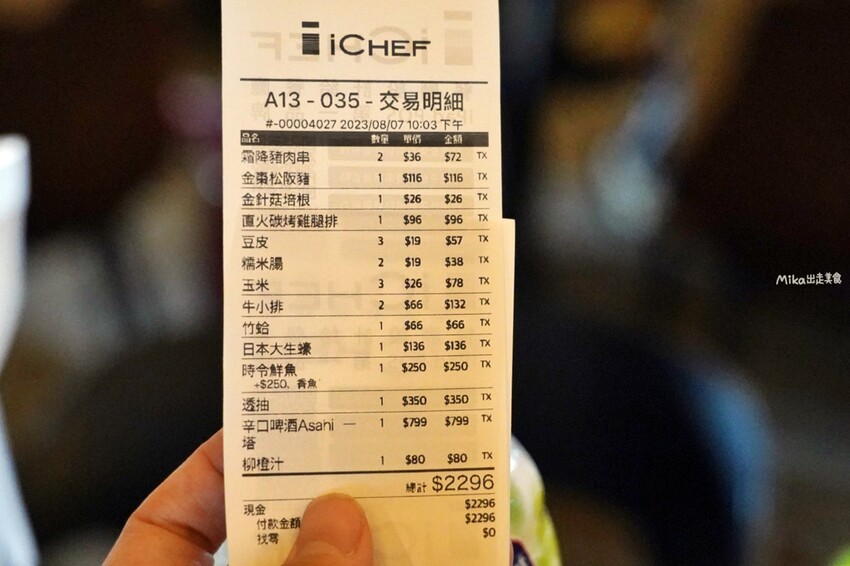 iCHEF
A13 - 035 - 交易明細
#-00004027 2023/08/07 10:03 下午
品名 數量 單價 金額
霜降豬肉串 2 $36 $72 TX
金棗松阪豬 1 $116 $116 TX
金針菇培根 1 $26 $26 TX
直火碳烤雞腿排 1 $96 $96 TX
豆皮 3 $19 $57 TX
糯米腸 2 $19 $38 TX
玉米 3 $26 $78 TX
牛小排 2 $66 $132 TX
竹蛤 1 $66 $66 TX
日本大生蠔 1 $136 $136 TX
時令鮮魚 1 $250 $250 TX
+$250, 香魚
透抽 1 $350 $350 TX
辛口啤酒Asahi 一 1 $799 $799 TX
塔
柳橙汁 1 $80 $80 TX
總計 $2296
現金 $2296
付款金額 $2296
找零 $0
Mika出走美食